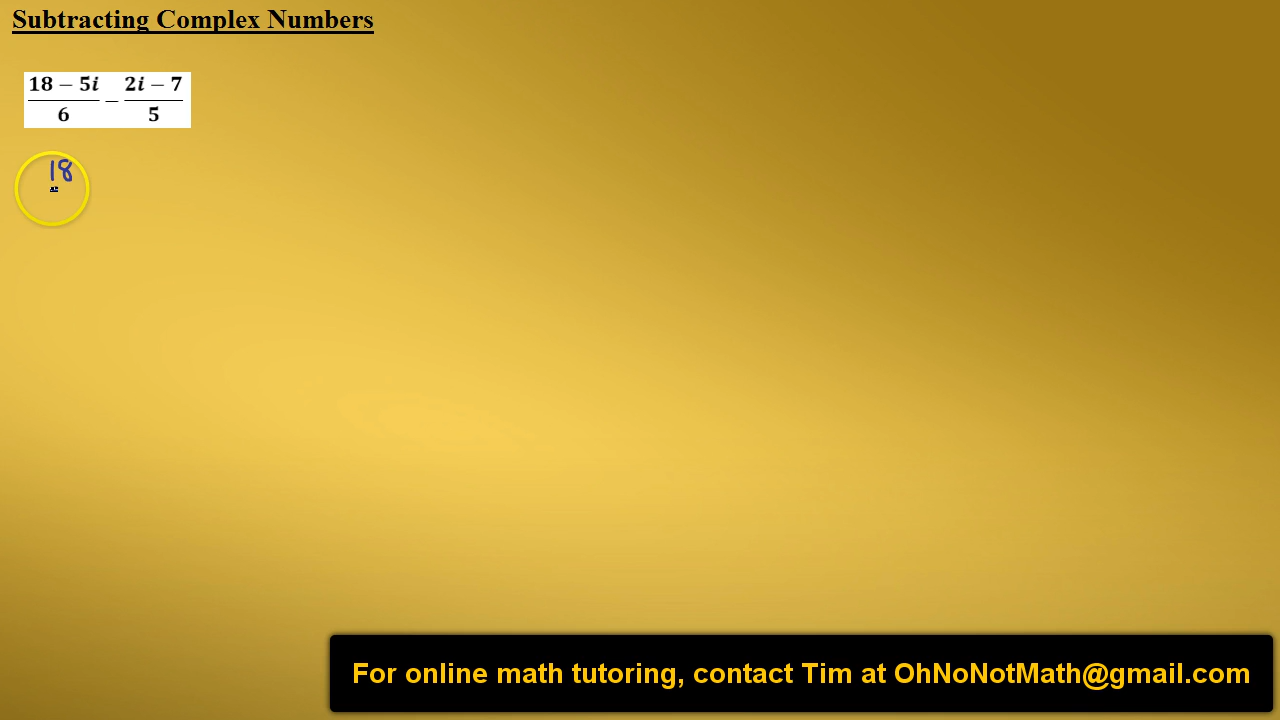 Subtracting Complex Numbers
18 − 5i / 6 − 2i − 7 / 5
18
For online math tutoring, contact Tim at OhNoNotMath@gmail.com